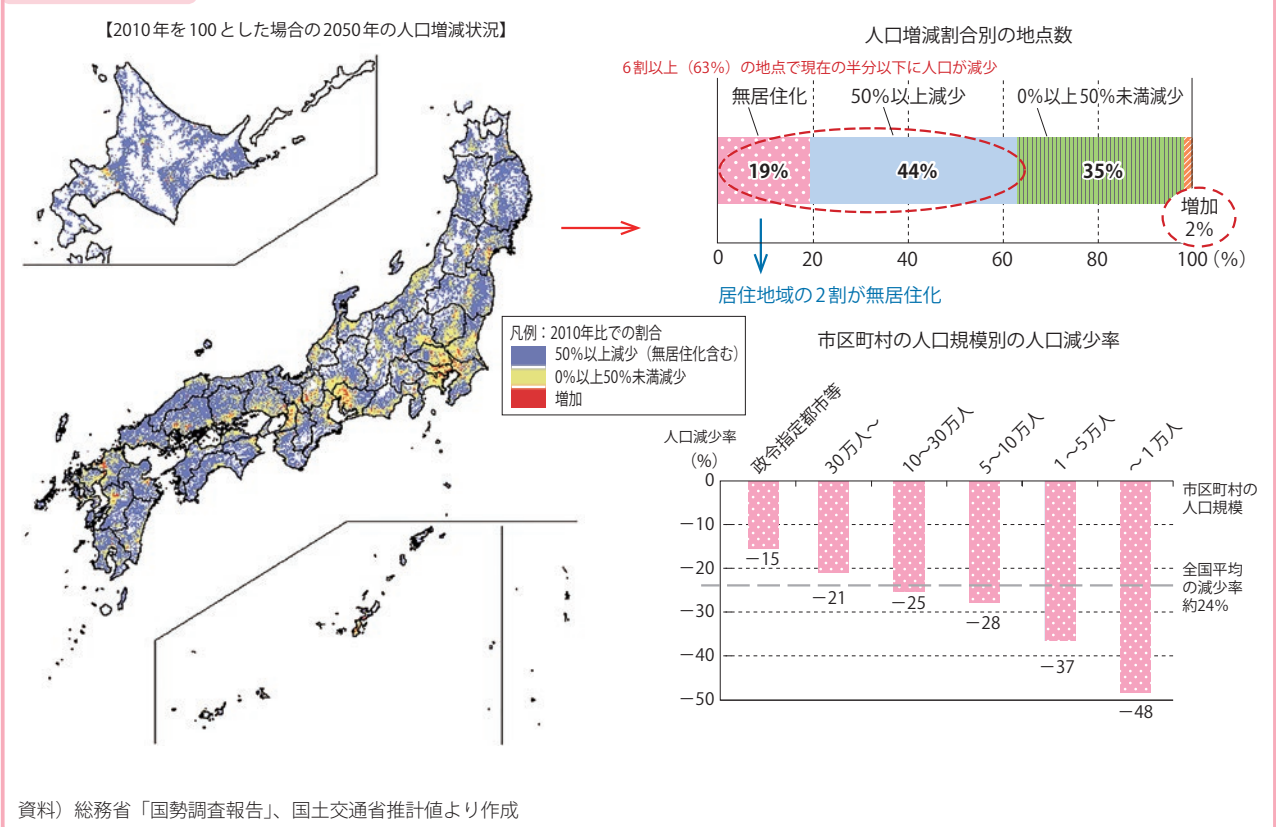 【2010年を100とした場合の2050年の人口増減状況】
凡例：2010年比での割合
50%以上減少（無居住化含む）
0%以上50%未満減少
増加
人口増減割合別の地点数
6割以上（63%）の地点で現在の半分以下に人口が減少
無居住化
50%以上減少
0%以上50%未満減少
19%
44%
35%
増加
2%
0
20
40
60
80
100（%）
居住地域の2割が無居住化
市区町村の人口規模別の人口減少率
人口減少率
（%）
政令指定都市等
30万人〜
10〜30万人
5〜10万人
1〜5万人
〜1万人
0
−10
−20
−30
−40
−50
−15
−21
−25
−28
−37
−48
市区町村の
人口規模
全国平均
の減少率
約24%
資料）総務省「国勢調査報告」、国土交通省推計値より作成